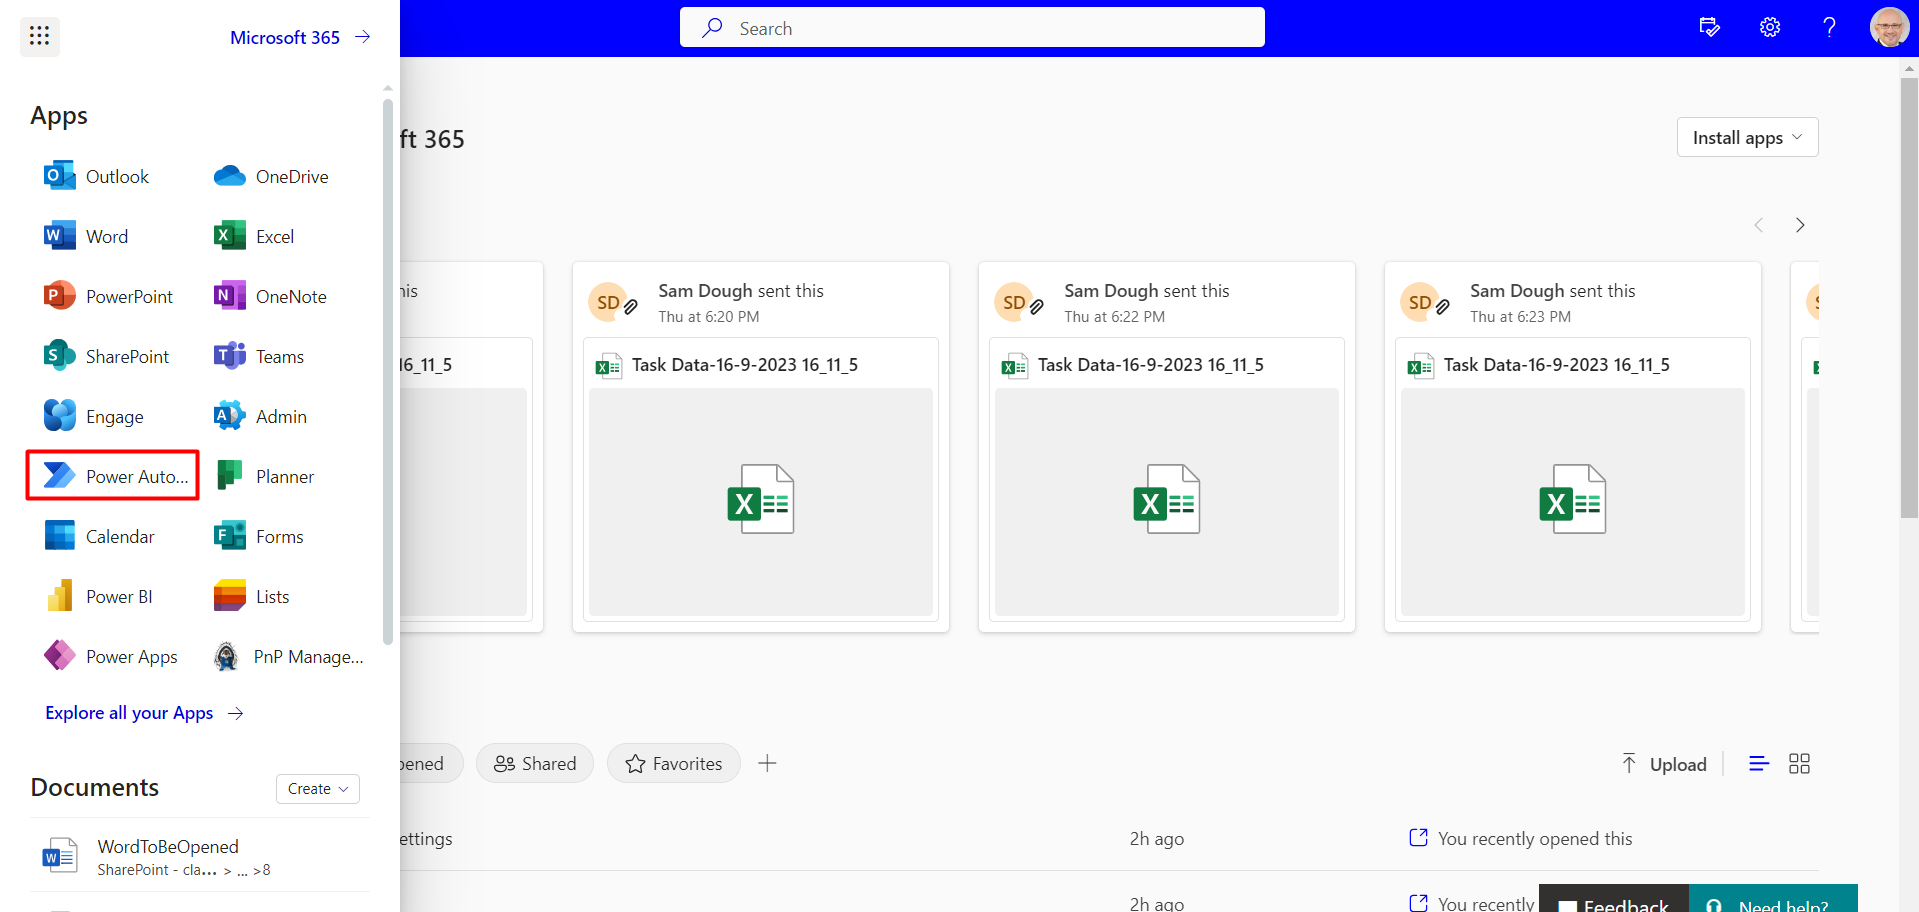 Microsoft 365
Search
Apps
Outlook
OneDrive
Word
Excel
PowerPoint
OneNote
SharePoint
Teams
Engage
Admin
Power Auto...
Planner
Calendar
Forms
Power BI
Lists
Power Apps
PnP Manage...
Explore all your Apps
Documents
Create
WordToBeOpened
SharePoint - cla... > ... >8
ft 365
Install apps
his
16_11_5
SD
Sam Dough sent this
Thu at 6:20 PM
Task Data-16-9-2023 16_11_5
SD
Sam Dough sent this
Thu at 6:22 PM
Task Data-16-9-2023 16_11_5
SD
Sam Dough sent this
Thu at 6:23 PM
Task Data-16-9-2023 16_11_5
pened
Shared
Favorites
Upload
ettings
2h ago
You recently opened this
2h ago
You recently
Feedback
Need help?